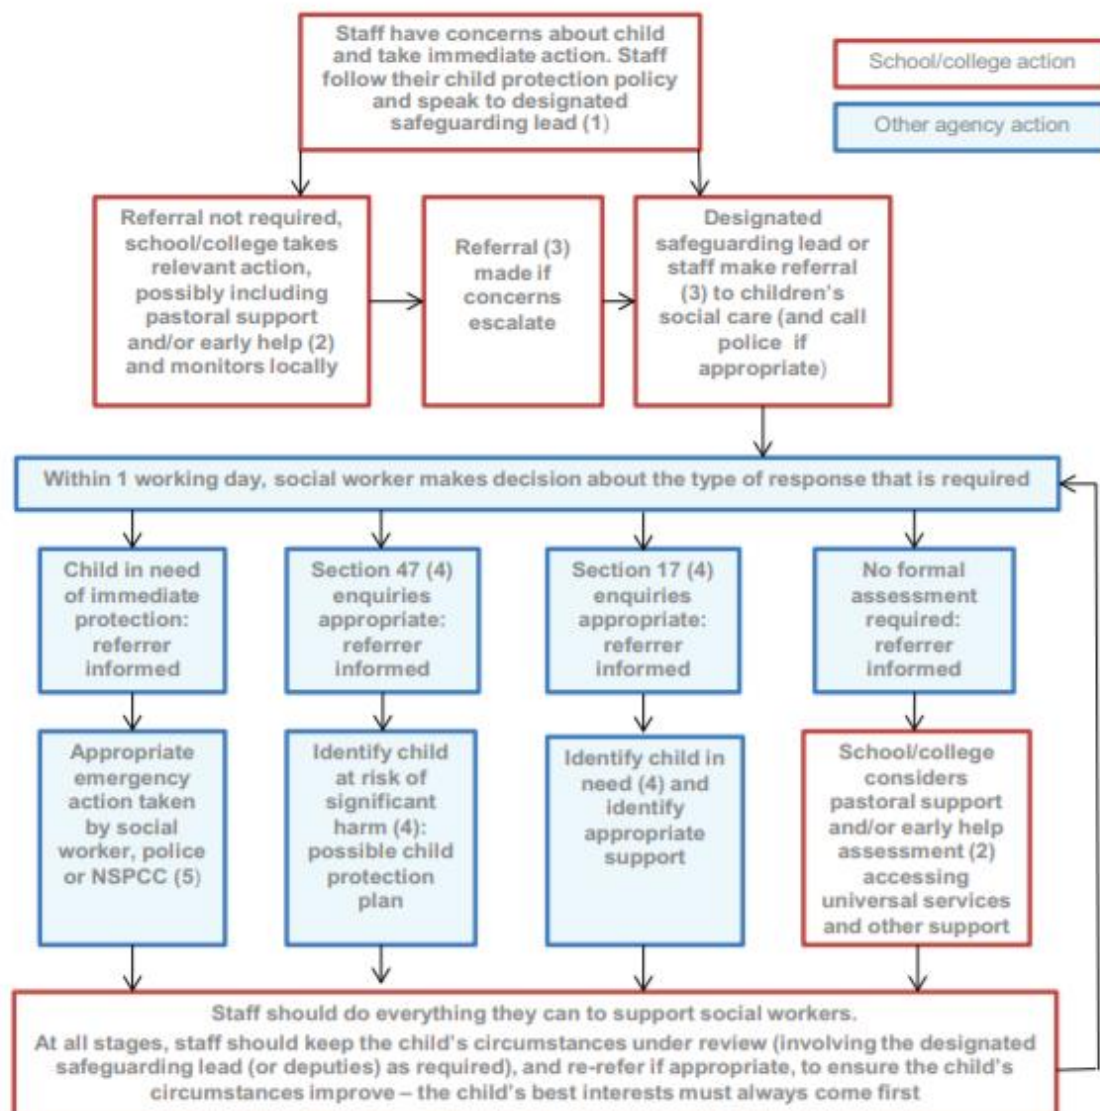 Staff have concerns about child
and take immediate action. Staff
follow their child protection policy
and speak to designated
safeguarding lead (1)
School/college action
Other agency action
Referral not required,
school/college takes
relevant action,
possibly including
pastoral support
and/or early help (2)
and monitors locally
Referral (3)
made if
concerns
escalate
Designated
safeguarding lead or
staff make referral
(3) to children's
social care (and call
police if
appropriate)
Within 1 working day, social worker makes decision about the type of response that is required
Child in need
of immediate
protection:
referrer
informed
Section 47 (4)
enquiries
appropriate:
referrer
informed
Section 17 (4)
enquiries
appropriate:
referrer
informed
No formal
assessment
required:
referrer
informed
Appropriate
emergency
action taken
by social
worker, police
or NSPCC (5)
Identify child
at risk of
significant
harm (4):
possible child
protection
plan
Identify child in
need (4) and
identify
appropriate
support
School/college
considers
pastoral support
and/or early help
assessment (2)
accessing
universal services
and other support
Staff should do everything they can to support social workers.
At all stages, staff should keep the child's circumstances under review (involving the designated
safeguarding lead (or deputies) as required), and re-refer if appropriate, to ensure the child's
circumstances improve – the child's best interests must always come first